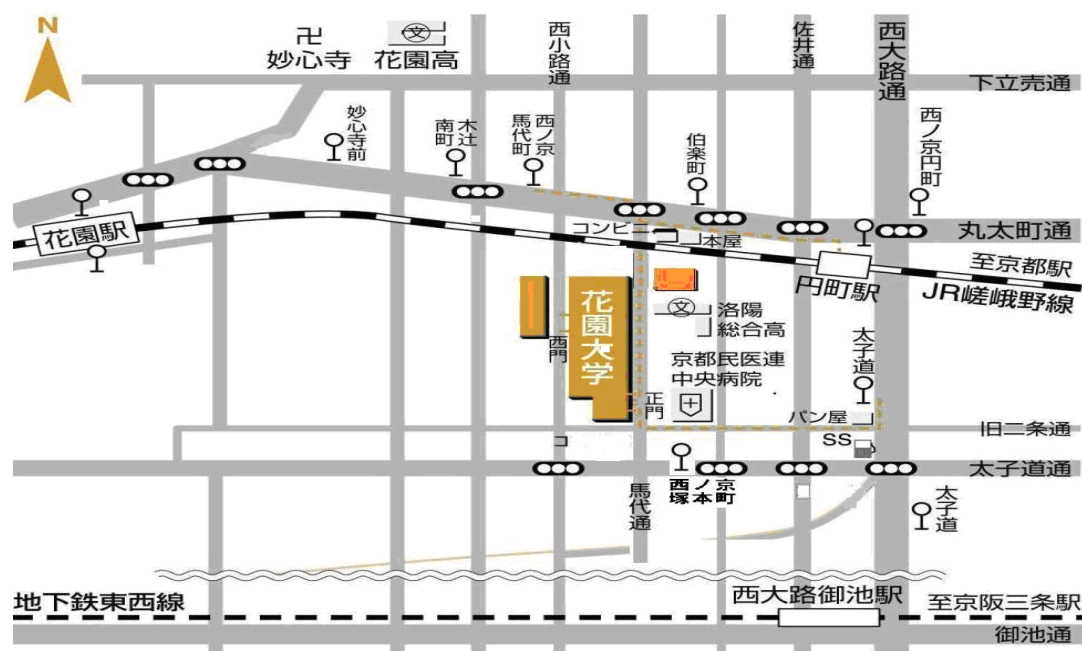 N
卍
妙心寺
文
花園高
西小路通
佐井通
西大路通
下立売通
妙心寺前
木辻
南町
西ノ京
馬代町
伯楽町
西ノ京円町
花園駅
コンビニ
本屋
丸太町通
至京都駅
円町駅
JR嵯峨野線
花園大学
西門
文
洛陽
総合高
京都民医連
中央病院
正門
太子道
パン屋
旧二条通
SS
コ
太子道通
西ノ京
塚本町
馬代通
太子道
地下鉄東西線
西大路御池駅
至京阪三条駅
御池通